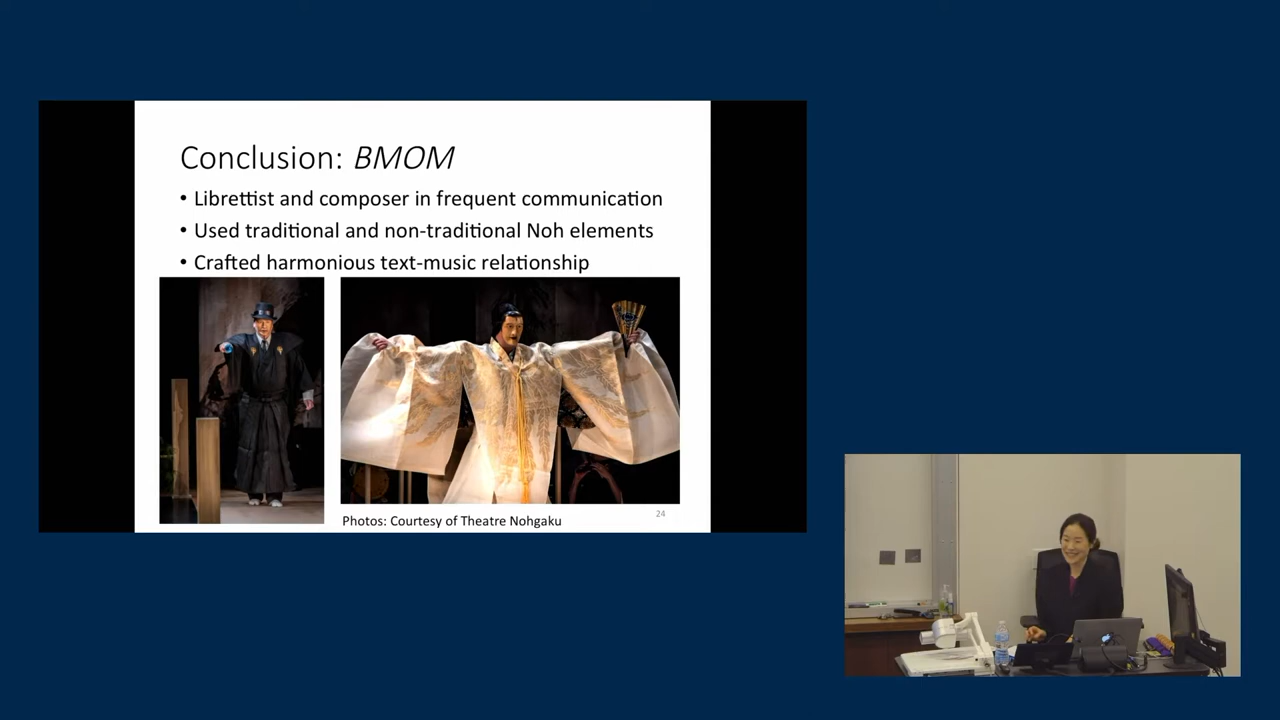 Conclusion: BMOM
• Librettist and composer in frequent communication
• Used traditional and non-traditional Noh elements
• Crafted harmonious text-music relationship
Photos: Courtesy of Theatre Nohgaku
24